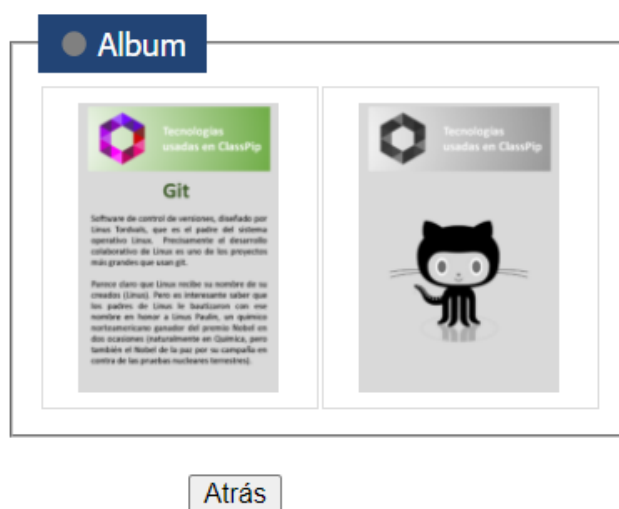 Album
Tecnologías
usadas en ClassPip
Git
Software de control de versiones, diseñado por
Linus Tordvals, que es el padre del sistema
operativo Linux. Precisamente el desarrollo
colaborativo de Linux es uno de los proyectos
más grandes que usan git.
Parece claro que Linux recibe su nombre de su
creados (Linus). Pero es interesante saber que
los padres de Linus le bautizaron con ese
nombre en honor a Linus Paulin, un químico
norteamericano ganador del premio Nobel en
dos ocasiones (naturalmente en Química, pero
también el Nobel de la paz por su campaña en
contra de las pruebas nucleares terrestres).
Tecnologías
usadas en ClassPip
Atrás